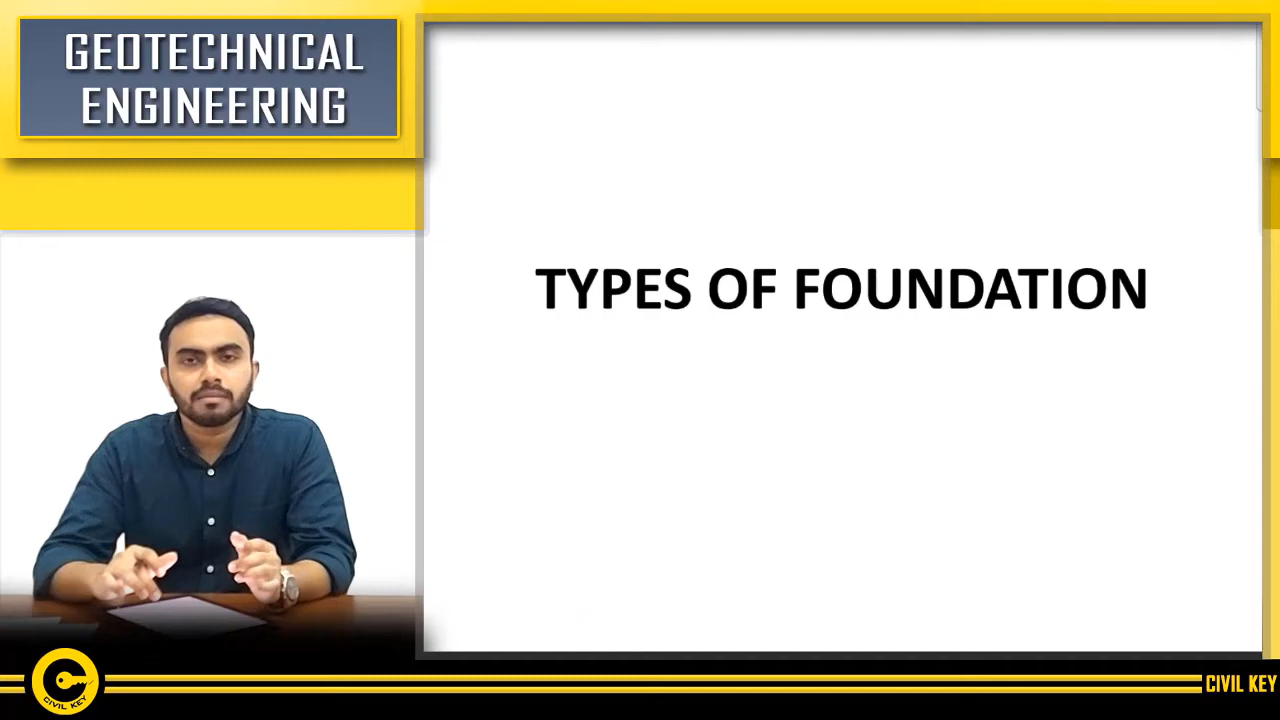 GEOTECHNICAL
ENGINEERING
TYPES OF FOUNDATION
CIVIL KEY
CIVIL KEY